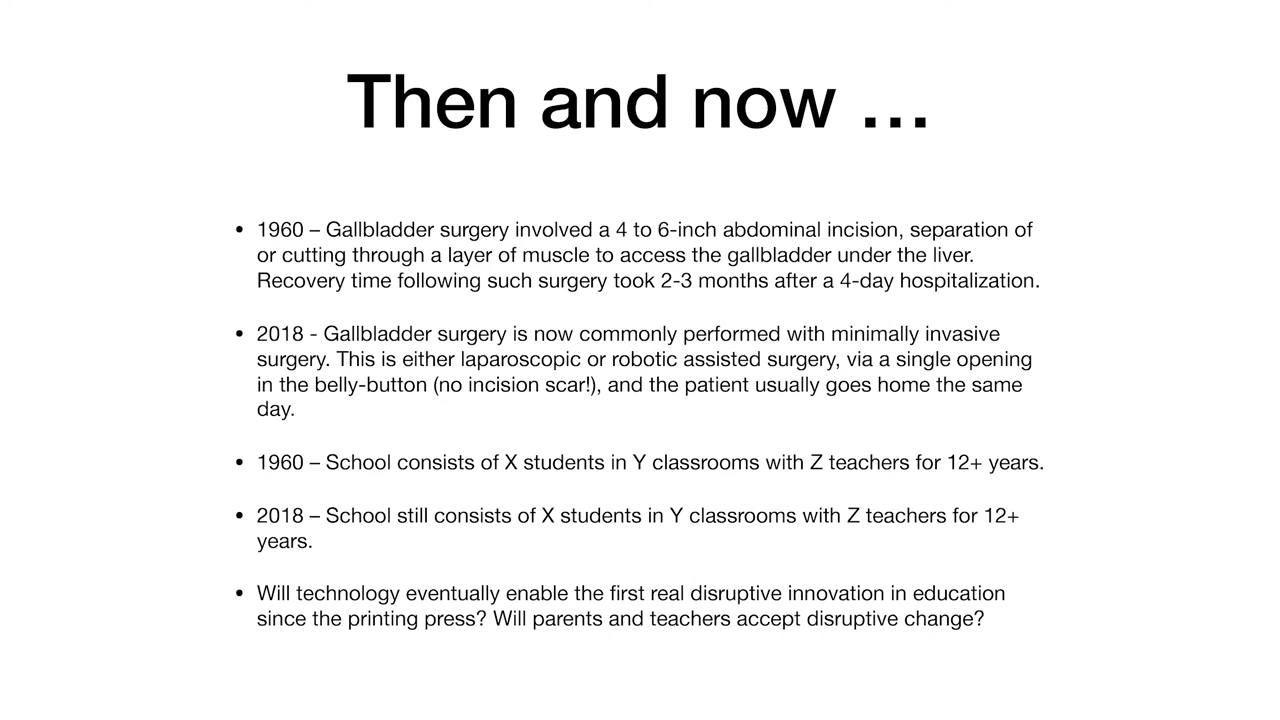 Then and now …
• 1960 – Gallbladder surgery involved a 4 to 6-inch abdominal incision, separation of
or cutting through a layer of muscle to access the gallbladder under the liver.
Recovery time following such surgery took 2-3 months after a 4-day hospitalization.
• 2018 - Gallbladder surgery is now commonly performed with minimally invasive
surgery. This is either laparoscopic or robotic assisted surgery, via a single opening
in the belly-button (no incision scar!), and the patient usually goes home the same
day.
• 1960 – School consists of X students in Y classrooms with Z teachers for 12+ years.
• 2018 – School still consists of X students in Y classrooms with Z teachers for 12+
years.
• Will technology eventually enable the first real disruptive innovation in education
since the printing press? Will parents and teachers accept disruptive change?